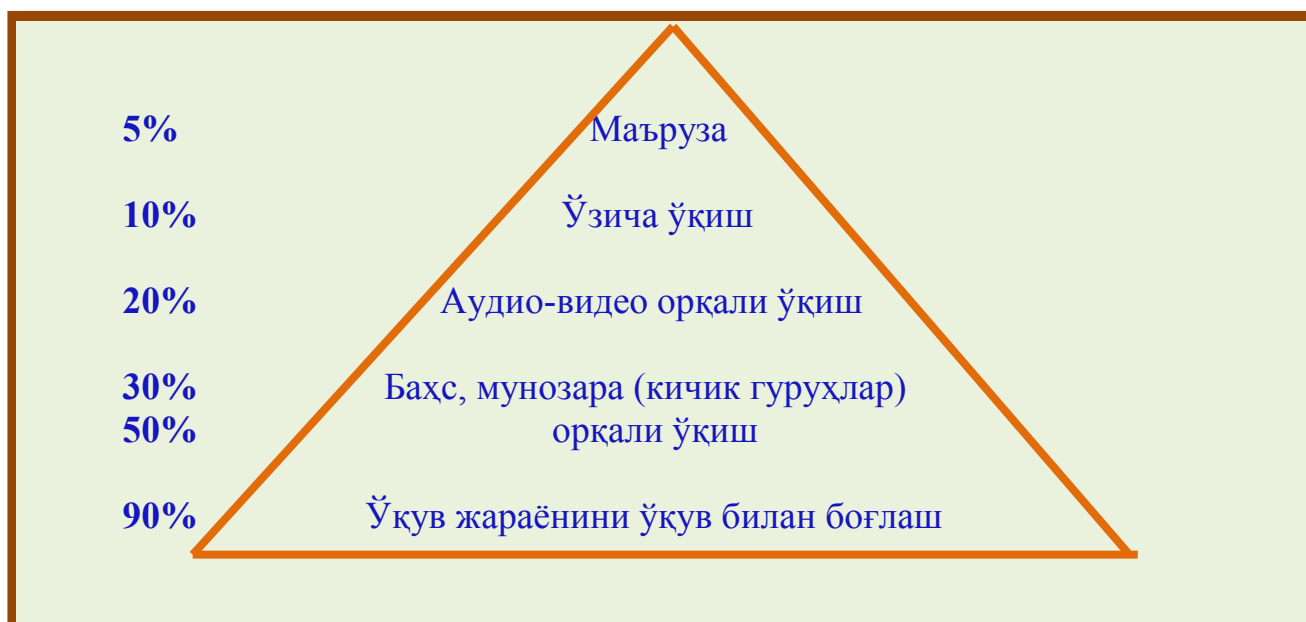 5% Маъруза
10% Ўзича ўқиш
20% Аудио-видео орқали ўқиш
30% Баҳс, мунозара (кичик гуруҳлар)
50% орқали ўқиш
90% Ўқув жараёнини ўқув билан боғлаш